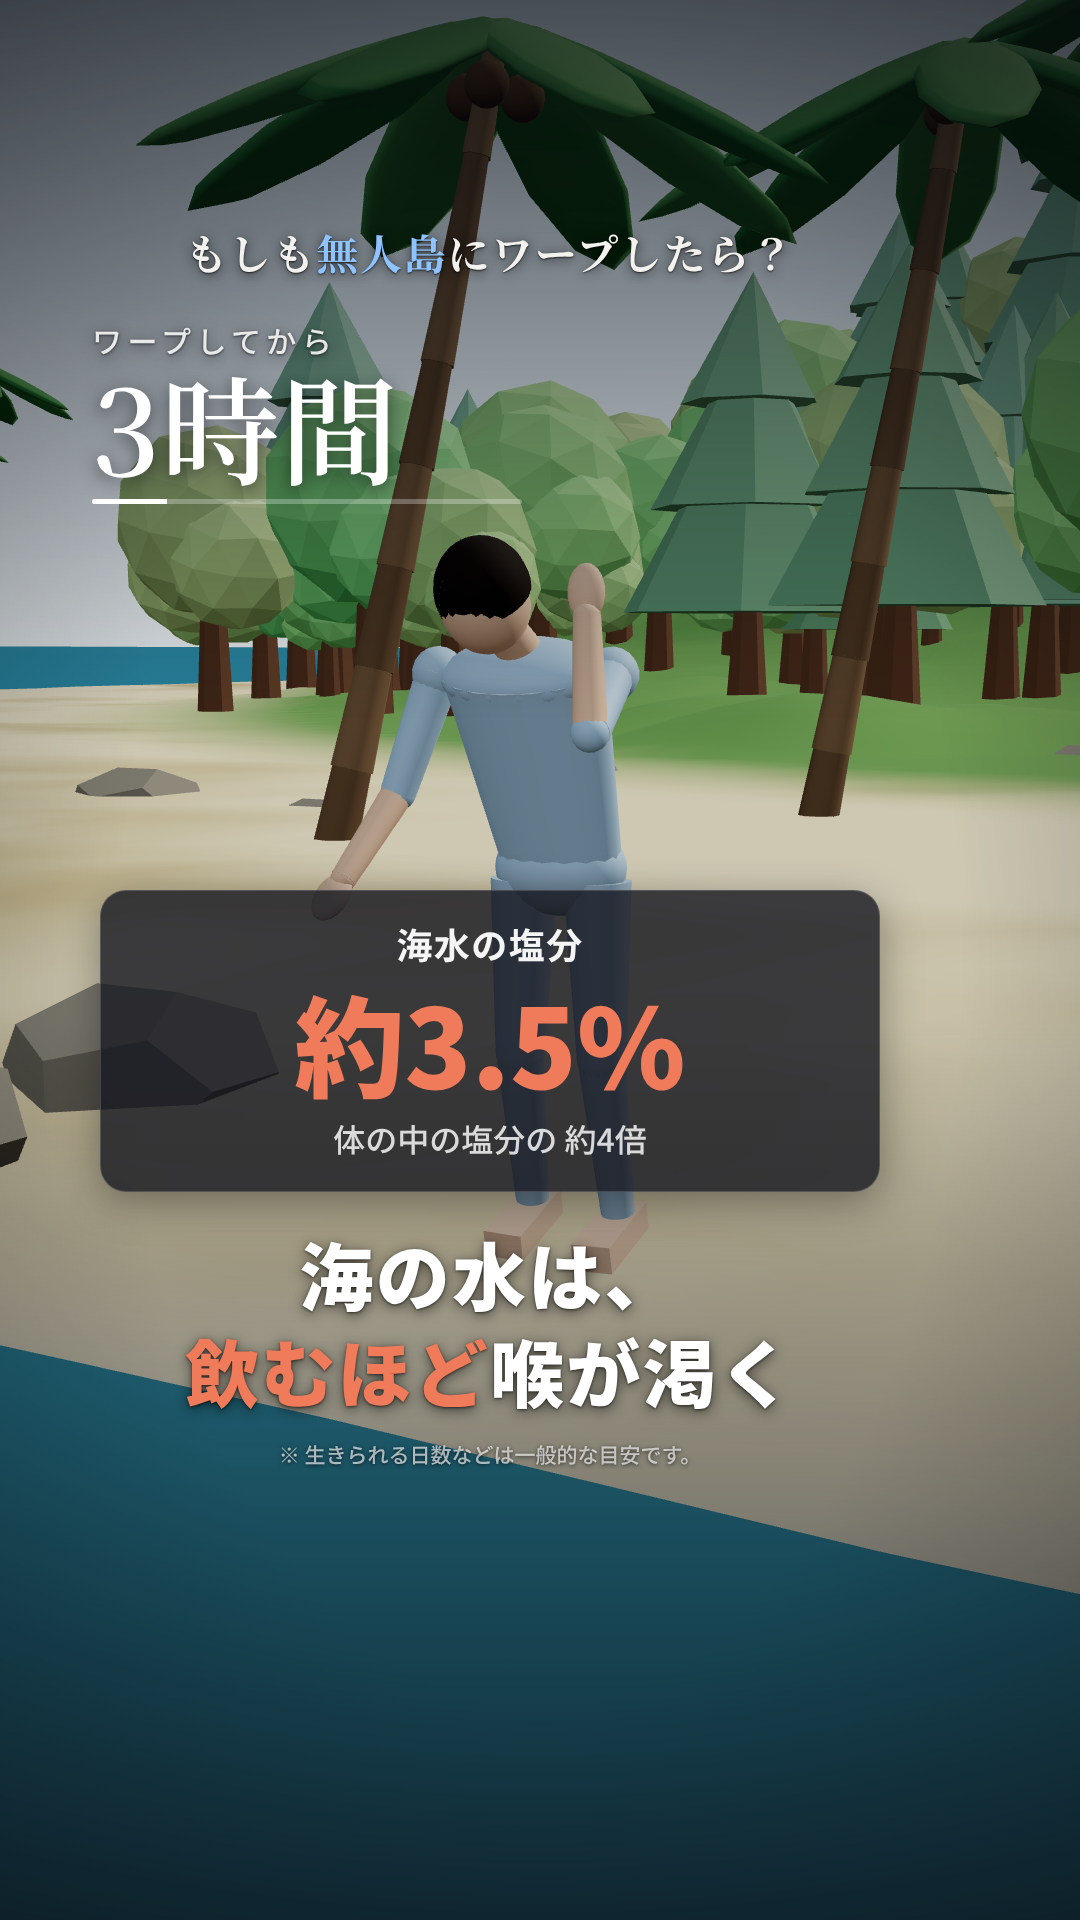 もしも無人島にワープしたら？
ワープしてから
3時間
海水の塩分
約3.5%
体の中の塩分の 約4倍
海の水は、
飲むほど喉が渇く
※ 生きられる日数などは一般的な目安です。